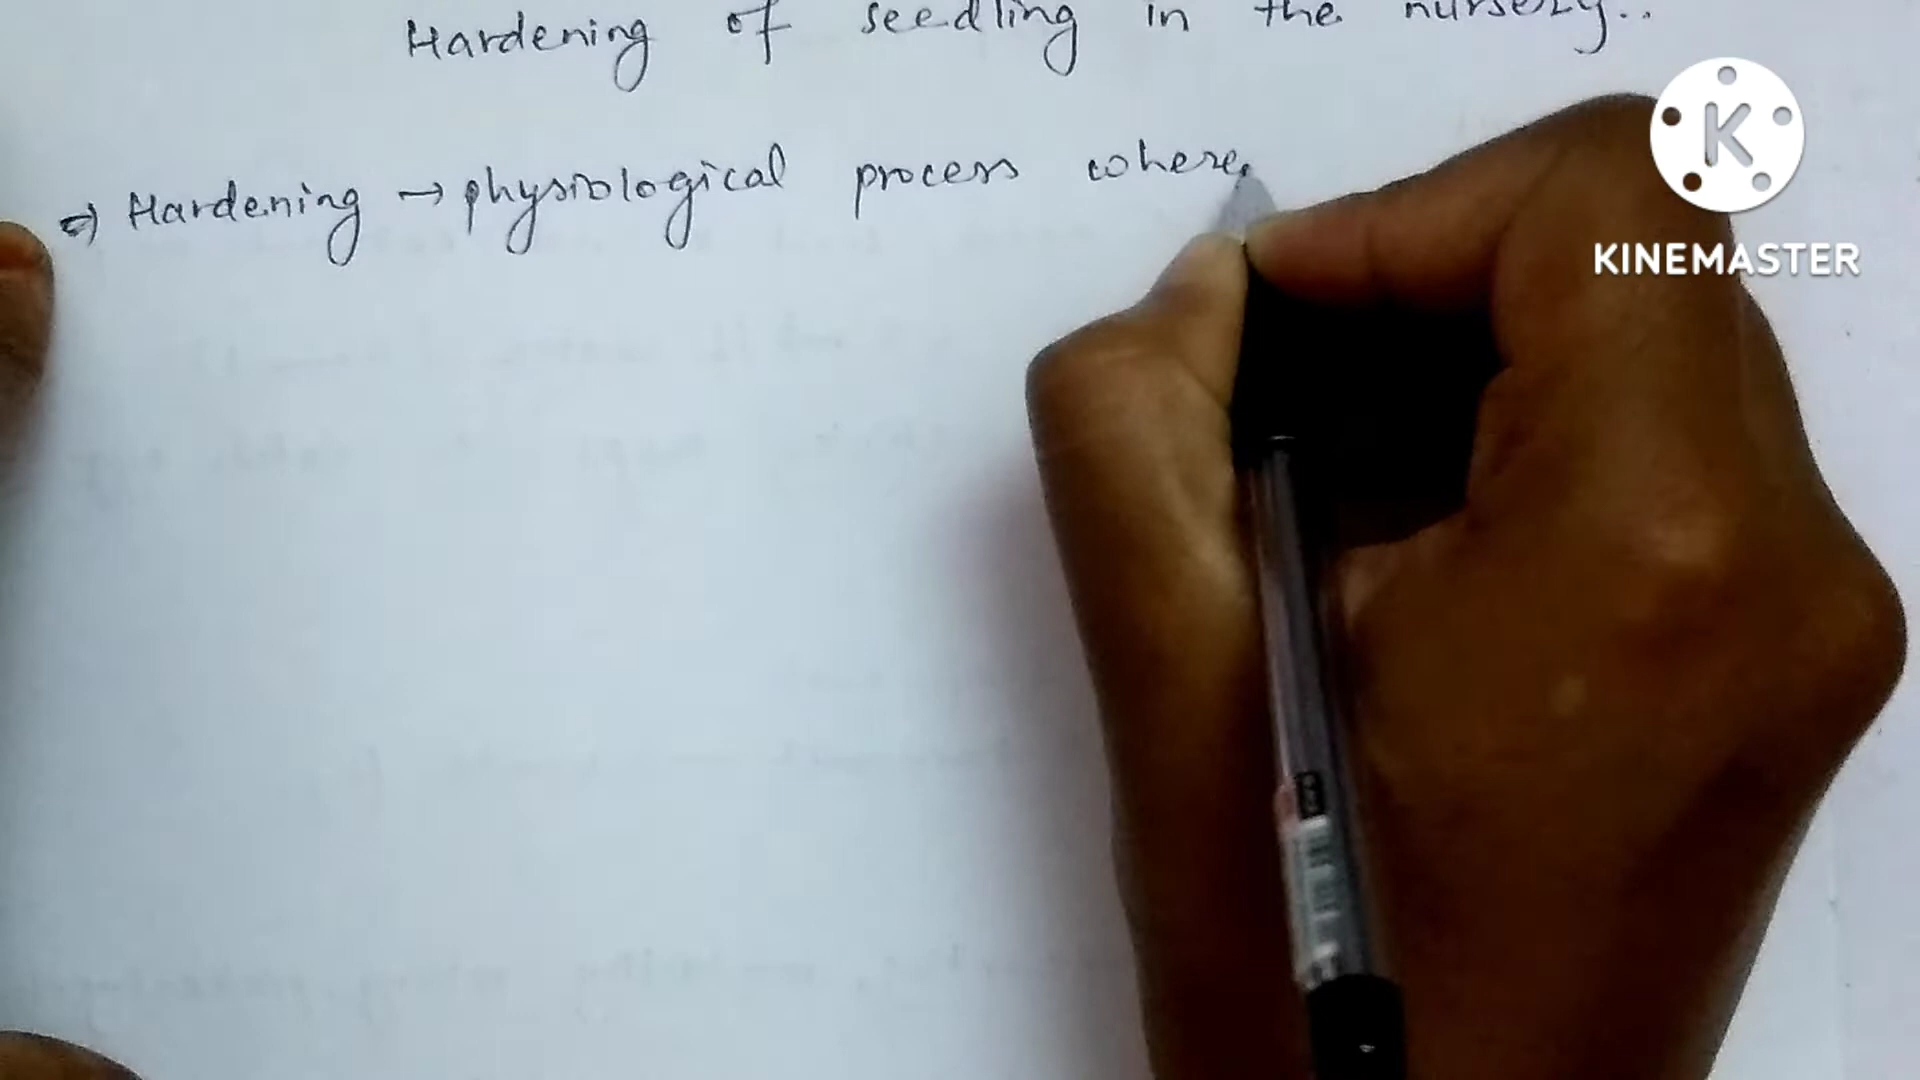 Hardening of seedling in the nursery..
⇒ Hardening → physiological process where
K
KINEMASTER